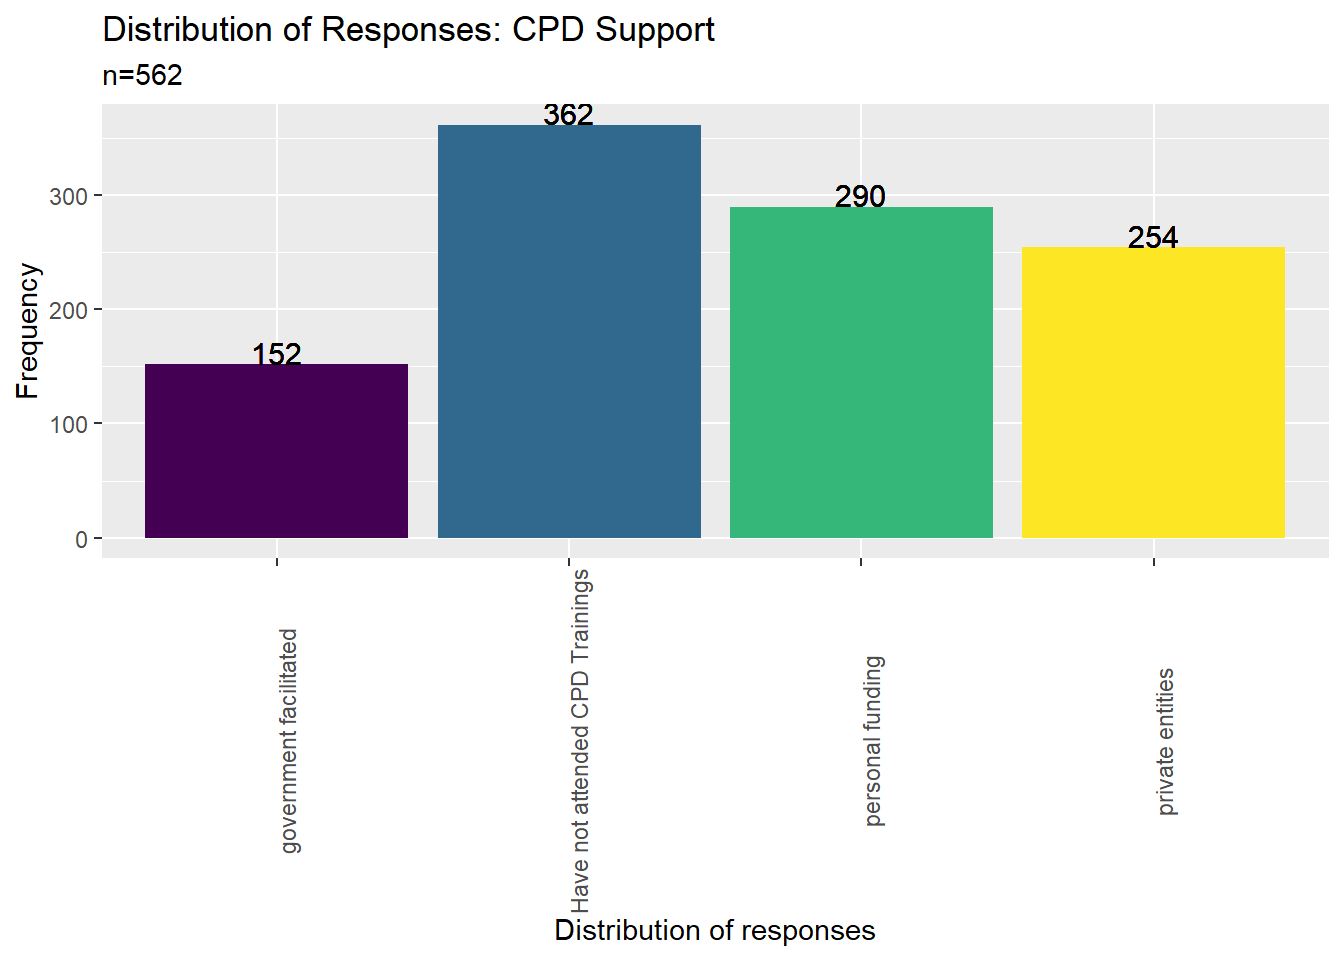 Distribution of Responses: CPD Support
n=562
Frequency
300
200
100
0
152
362
290
254
government facilitated
Have not attended CPD Trainings
personal funding
private entities
Distribution of responses